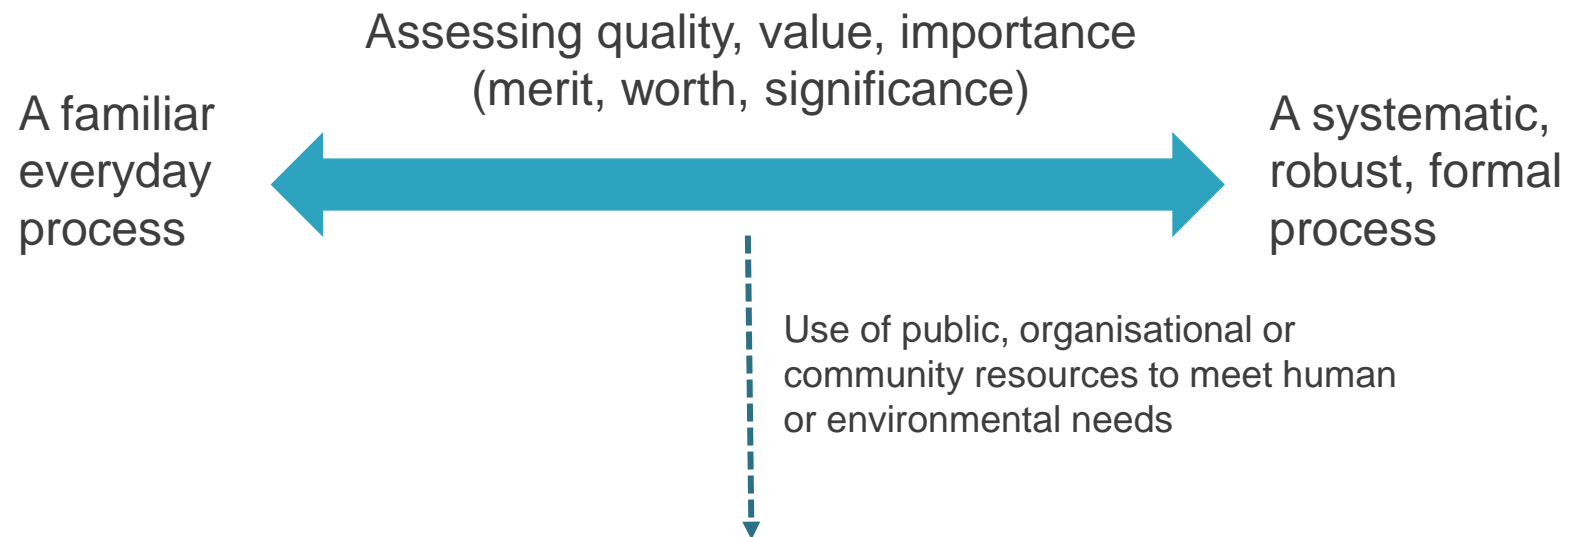 Assessing quality, value, importance
(merit, worth, significance)
A familiar
everyday
process
A systematic,
robust, formal
process
Use of public, organisational or
community resources to meet human
or environmental needs